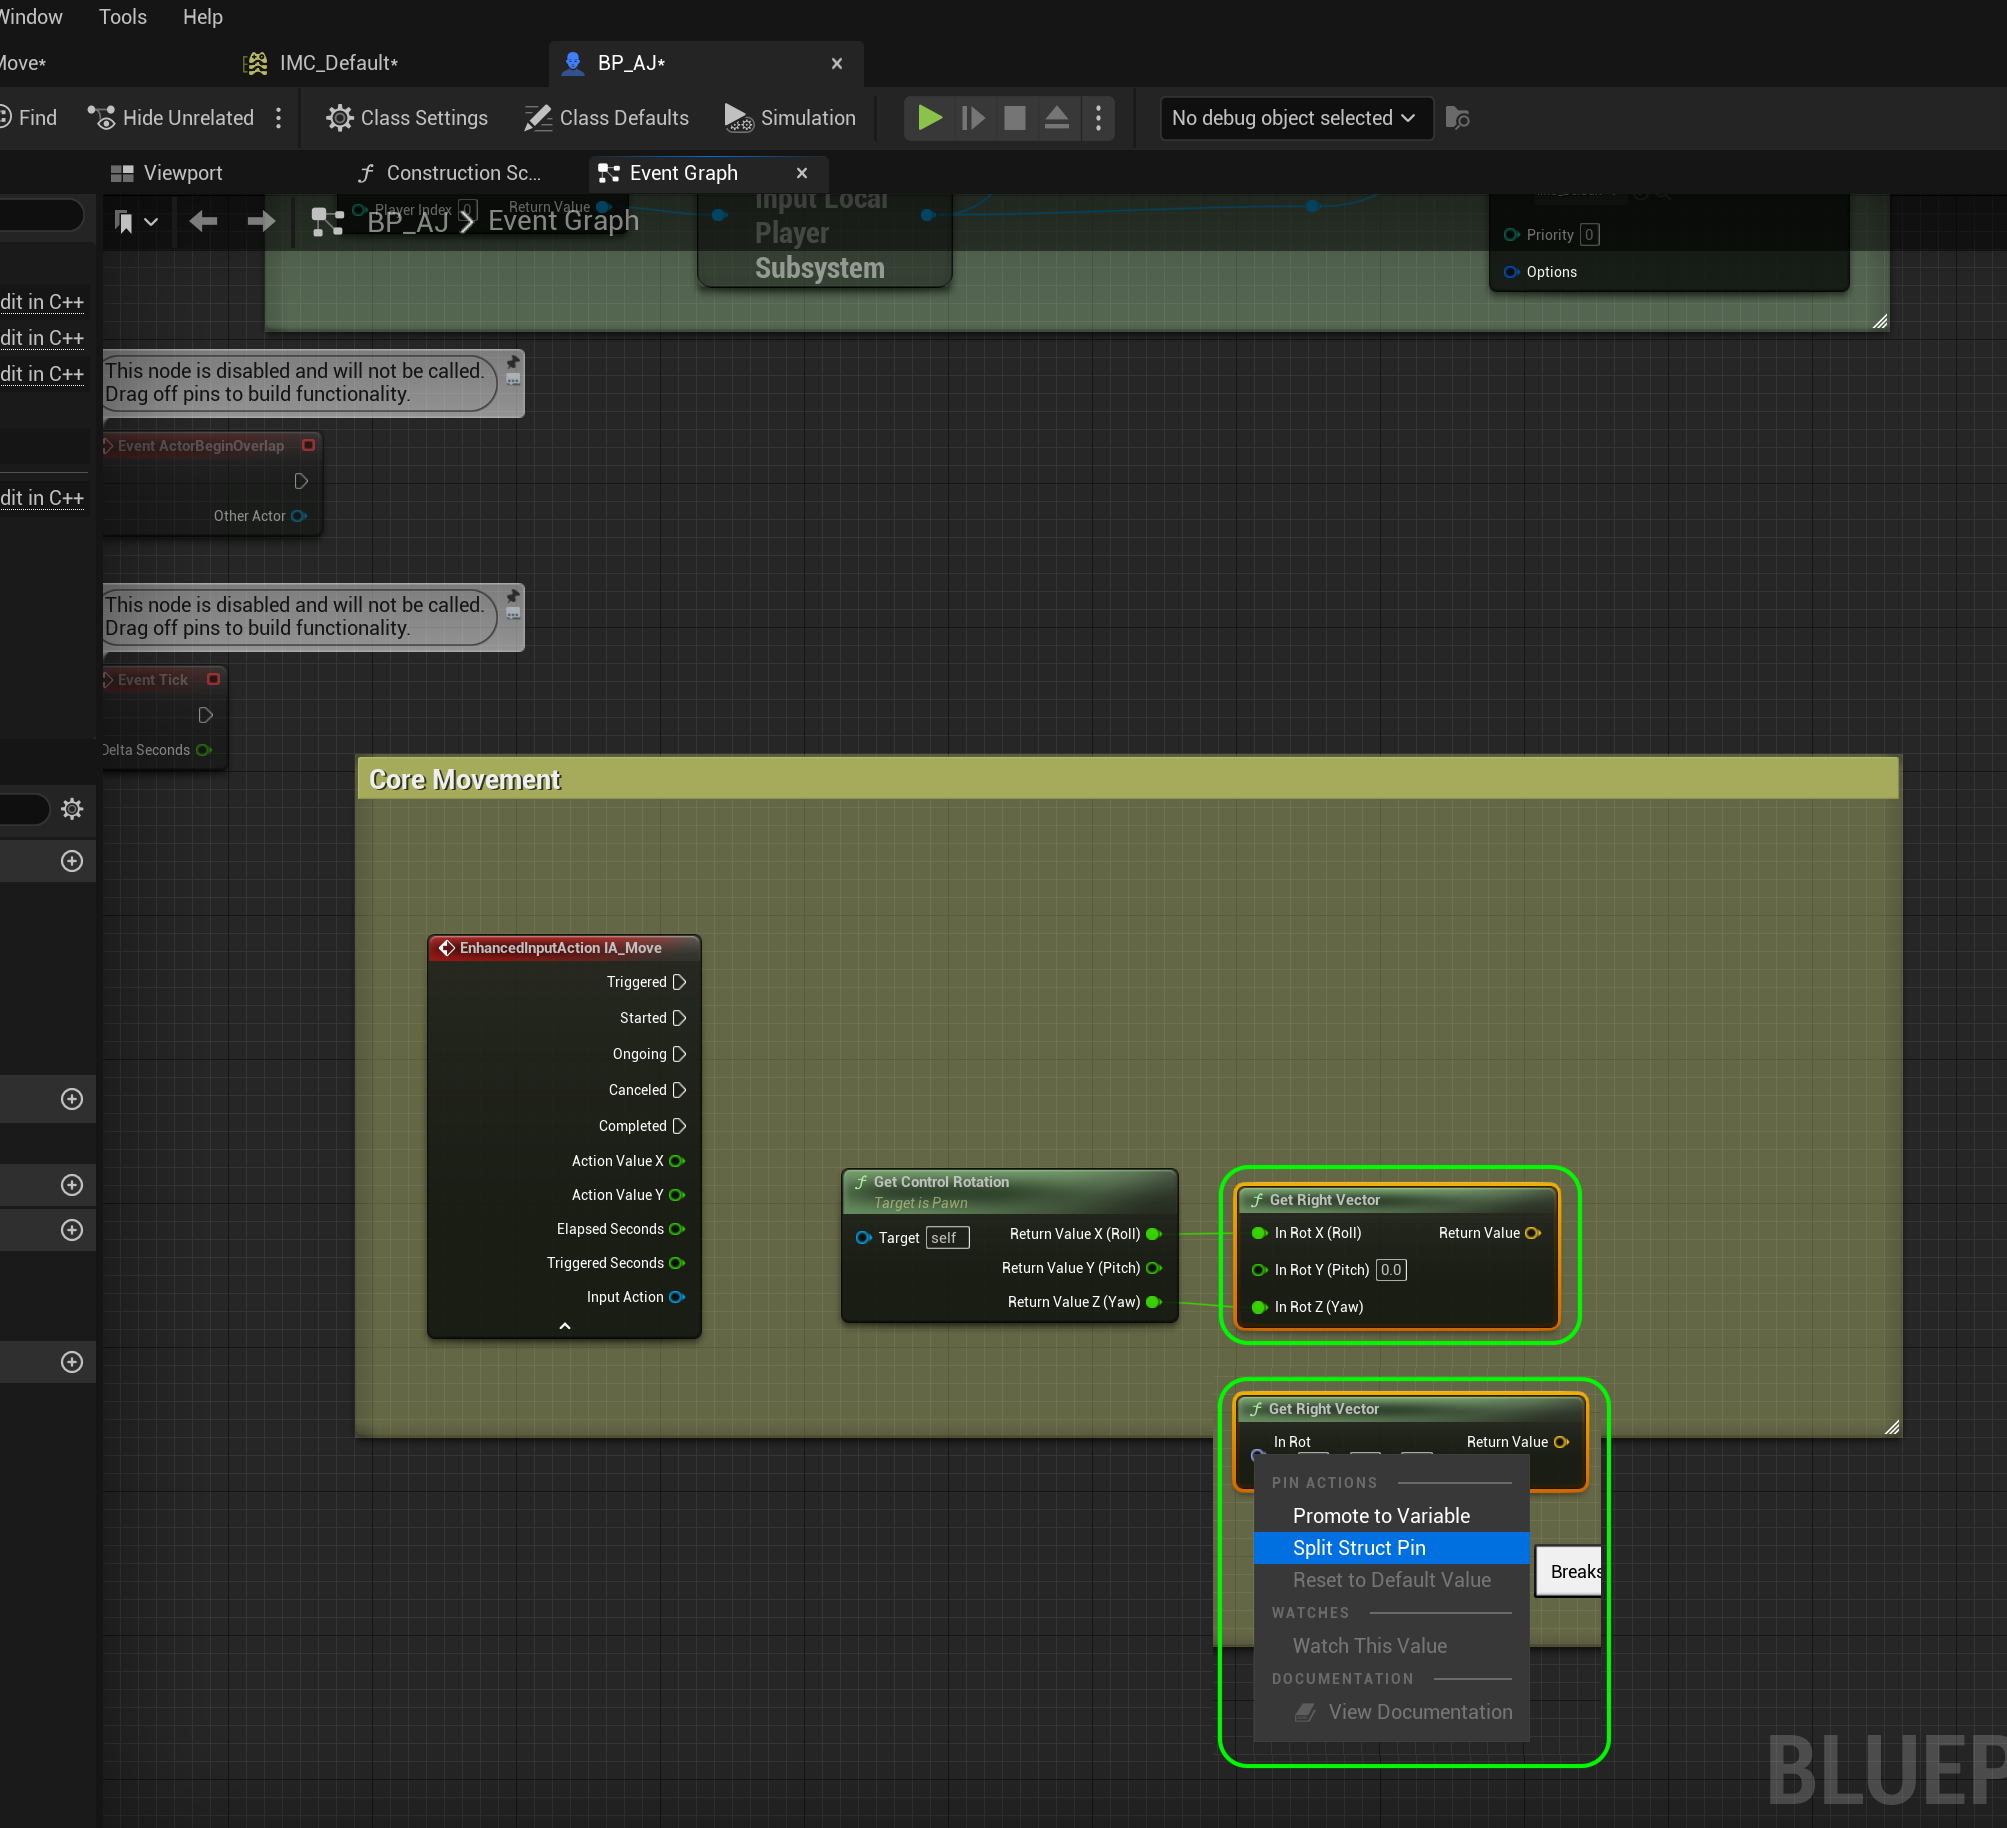 Window Tools Help
Move* IMC_Default* BP_AJ*
Find Hide Unrelated Class Settings Class Defaults Simulation No debug object selected
Viewport Construction Sc... Event Graph
Player Index 0 Return Value
BP_AJ > Event Graph
Input Local
Player
Subsystem
Priority 0
Options
dit in C++
dit in C++
dit in C++
dit in C++
This node is disabled and will not be called.
Drag off pins to build functionality.
Event ActorBeginOverlap
Other Actor
This node is disabled and will not be called.
Drag off pins to build functionality.
Event Tick
Delta Seconds
Core Movement
EnhancedInputAction IA_Move
Triggered
Started
Ongoing
Canceled
Completed
Action Value X
Action Value Y
Elapsed Seconds
Triggered Seconds
Input Action
Get Control Rotation
Target is Pawn
Target self
Return Value X (Roll)
Return Value Y (Pitch)
Return Value Z (Yaw)
Get Right Vector
In Rot X (Roll) Return Value
In Rot Y (Pitch) 0.0
In Rot Z (Yaw)
Get Right Vector
In Rot Return Value
PIN ACTIONS
Promote to Variable
Split Struct Pin
Breaks
Reset to Default Value
WATCHES
Watch This Value
DOCUMENTATION
View Documentation
BLUEP